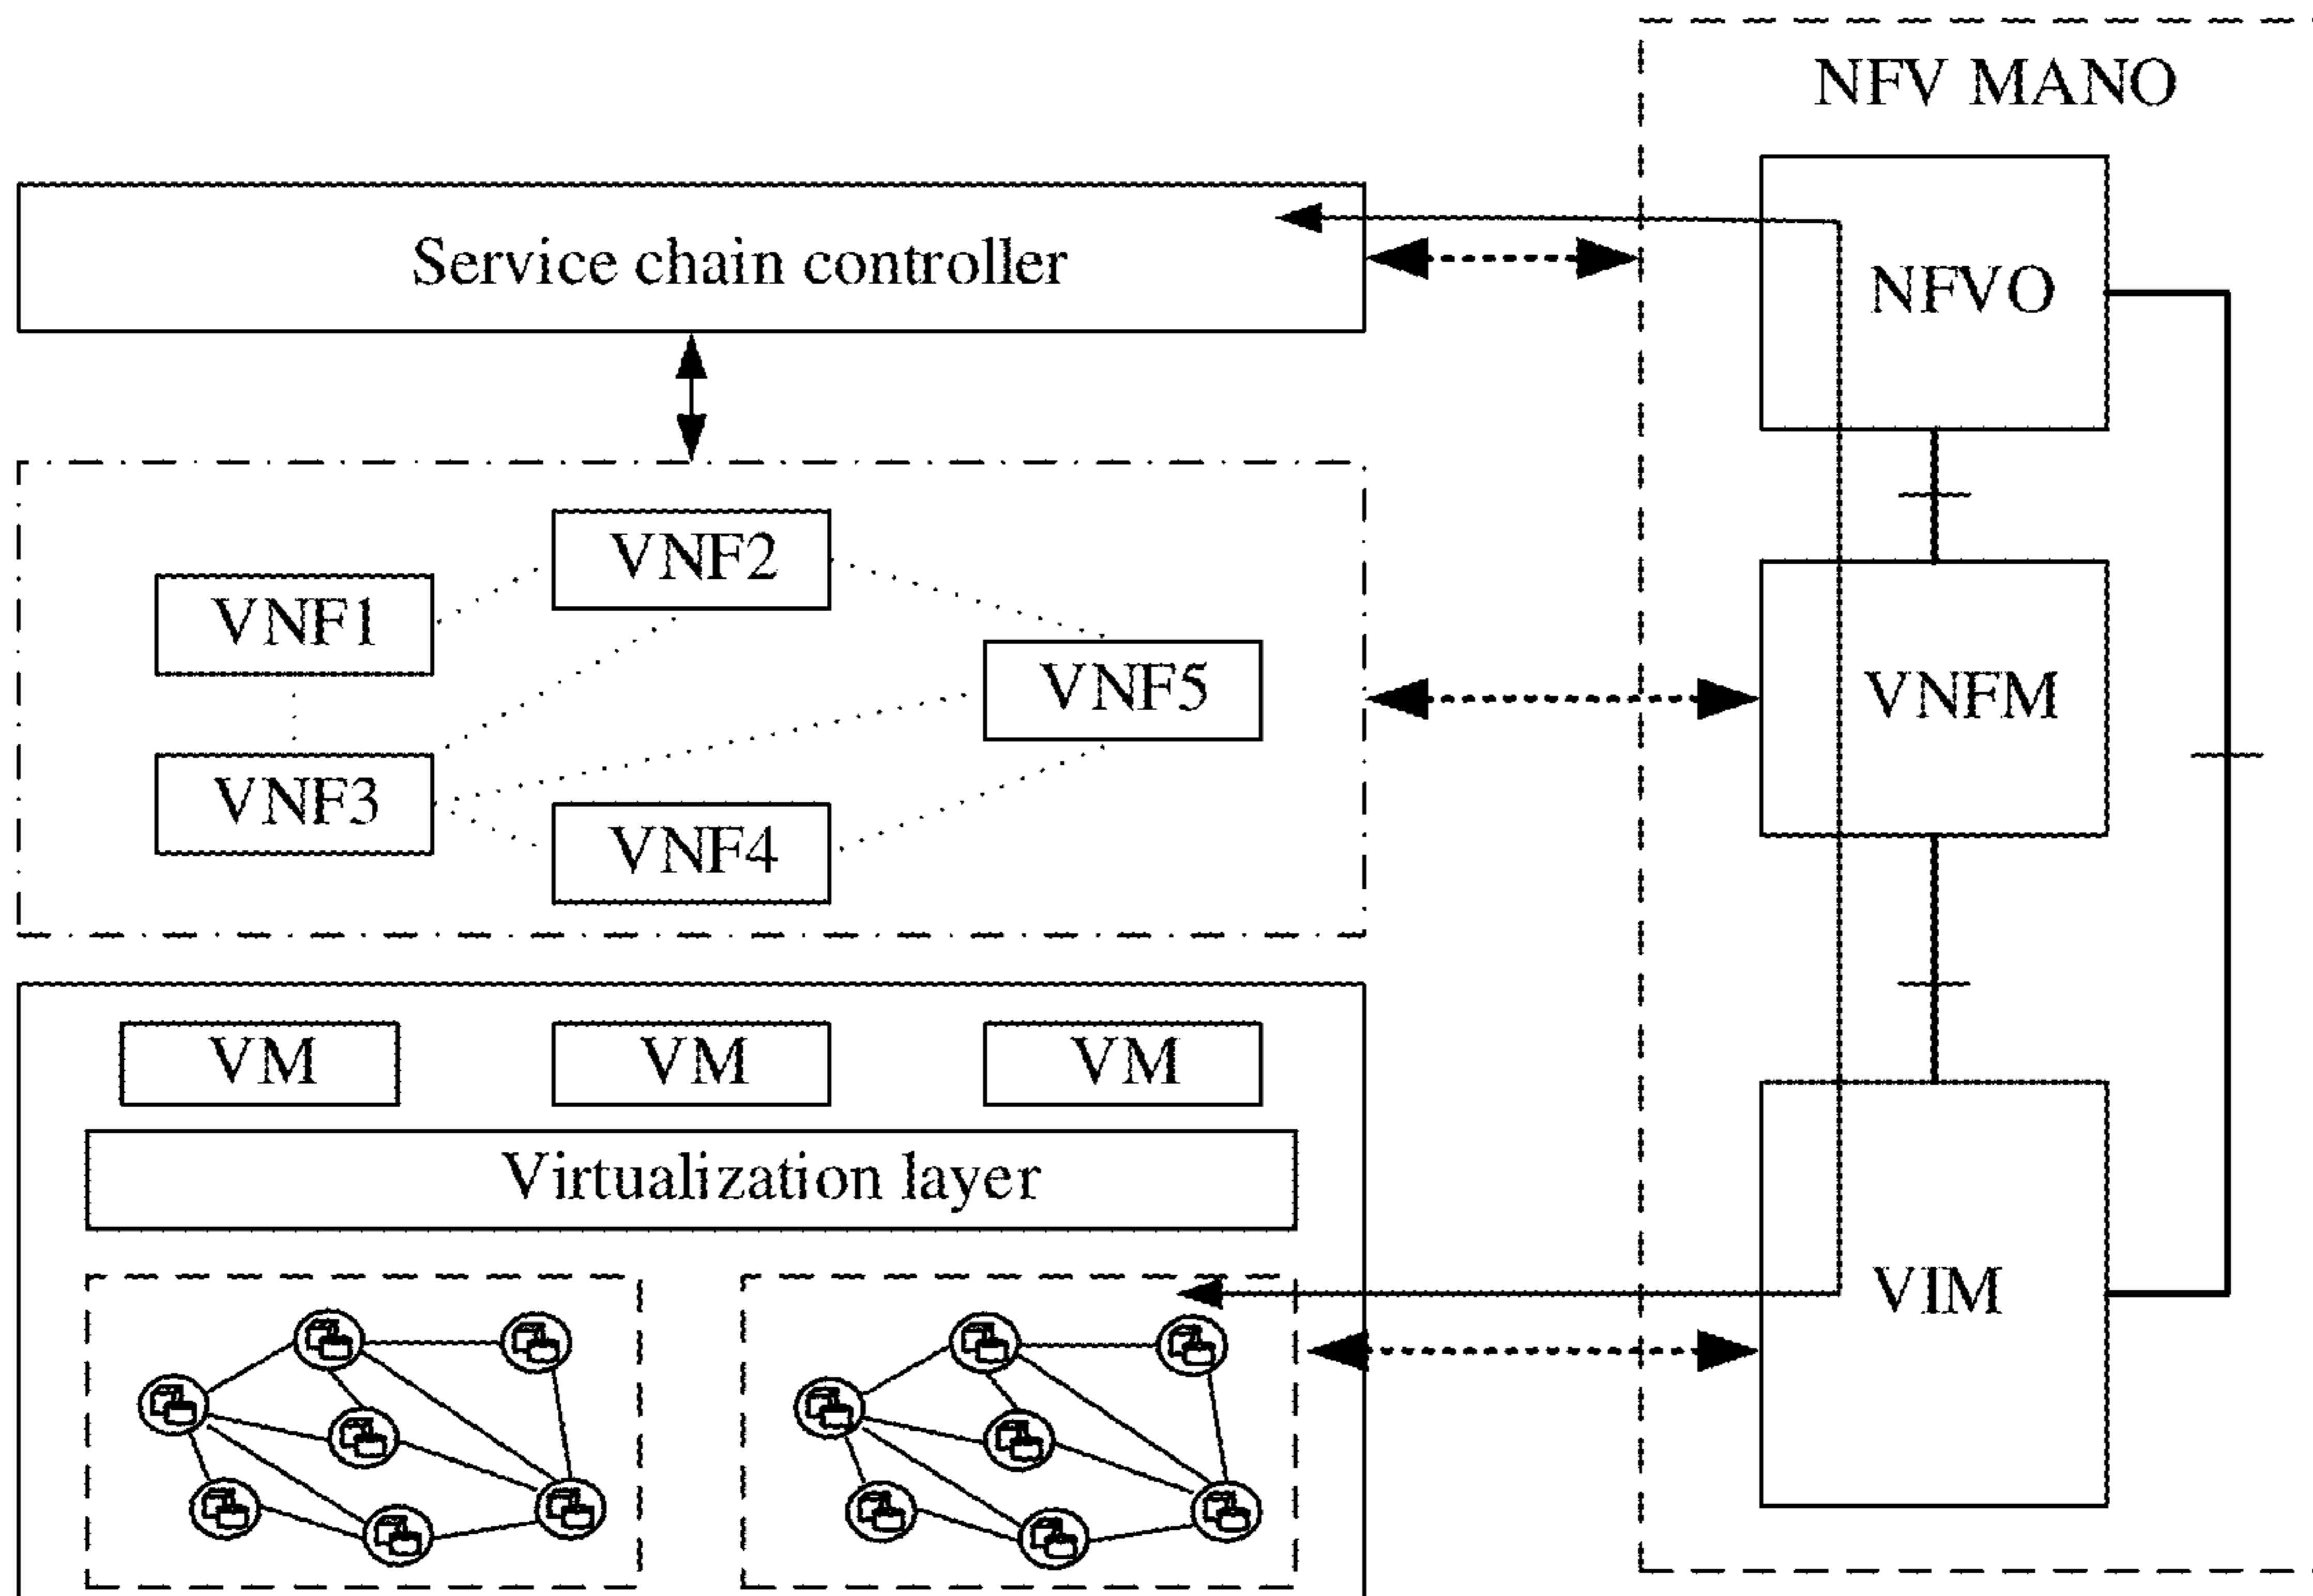 NFV MANO
Service chain controller
NFVO
VNF2
VNF1
VNF5
VNFM
VNF3
VNF4
VM
VM
VM
Virtualization layer
VIM